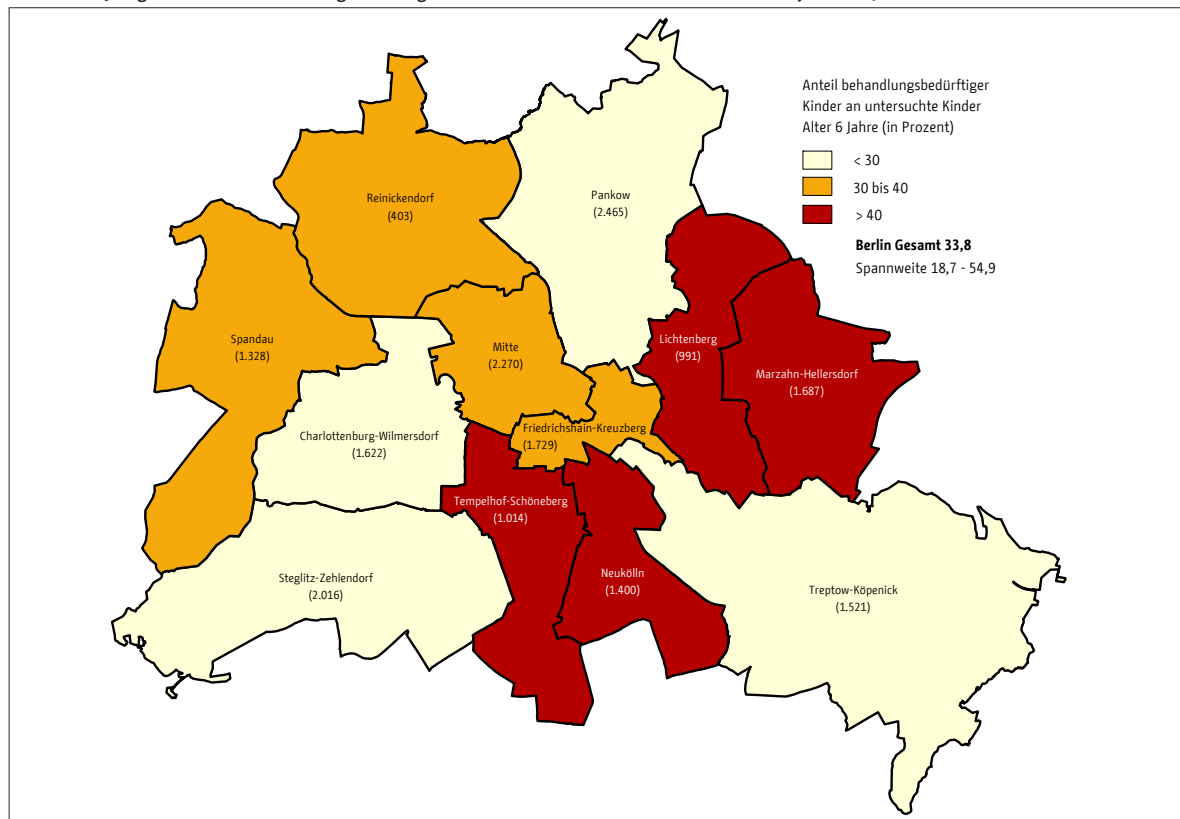 Anteil behandlungsbedürftiger
Kinder an untersuchte Kinder
Alter 6 Jahre (in Prozent)
< 30
30 bis 40
> 40
Berlin Gesamt 33,8
Spannweite 18,7 - 54,9
Reinickendorf
(403)
Pankow
(2.465)
Spandau
(1.328)
Mitte
(2.270)
Lichtenberg
(991)
Marzahn-Hellersdorf
(1.687)
Charlottenburg-Wilmersdorf
(1.622)
Friedrichshain-Kreuzberg
(1.729)
Tempelhof-Schöneberg
(1.014)
Steglitz-Zehlendorf
(2.016)
Neukölln
(1.400)
Treptow-Köpenick
(1.521)